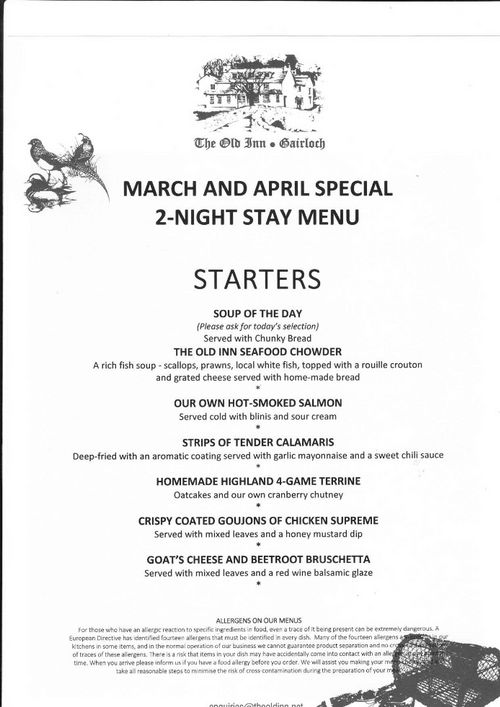 The Old Inn • Gairloch
MARCH AND APRIL SPECIAL
2-NIGHT STAY MENU
STARTERS
SOUP OF THE DAY
(Please ask for today's selection)
Served with Chunky Bread
THE OLD INN SEAFOOD CHOWDER
A rich fish soup - scallops, prawns, local white fish, topped with a rouille crouton
and grated cheese served with home-made bread
*
OUR OWN HOT-SMOKED SALMON
Served cold with blinis and sour cream
*
STRIPS OF TENDER CALAMARIS
Deep-fried with an aromatic coating served with garlic mayonnaise and a sweet chili sauce
*
HOMEMADE HIGHLAND 4-GAME TERRINE
Oatcakes and our own cranberry chutney
*
CRISPY COATED GOUJONS OF CHICKEN SUPREME
Served with mixed leaves and a honey mustard dip
*
GOAT'S CHEESE AND BEETROOT BRUSCHETTA
Served with mixed leaves and a red wine balsamic glaze
*
ALLERGENS ON OUR MENUS
For those who have an allergic reaction to specific ingredients in food, even a trace of it being present can be extremely dangerous. A
European Directive has identified fourteen allergens that must be identified in every dish. Many of the fourteen allergens our
kitchens in some items, and in the normal operation of our business we cannot guarantee product separation and no
of traces of these allergens. There is a risk that items in your dish may have accidentally come into contact with an
time. When you arrive please inform us if you have a food allergy before you order. We will assist you making your
take all reasonable steps to minimise the risk of cross contamination during the preparation of your
enquiries@theoldinn.net